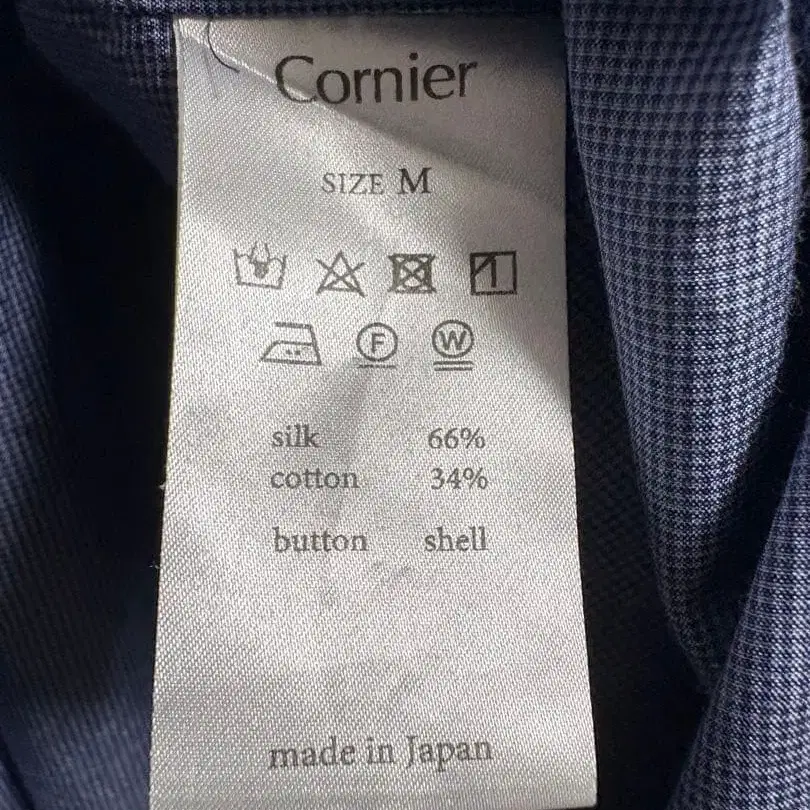 Cornier
SIZE M
F W
silk 66%
cotton 34%
button shell
made in Japan